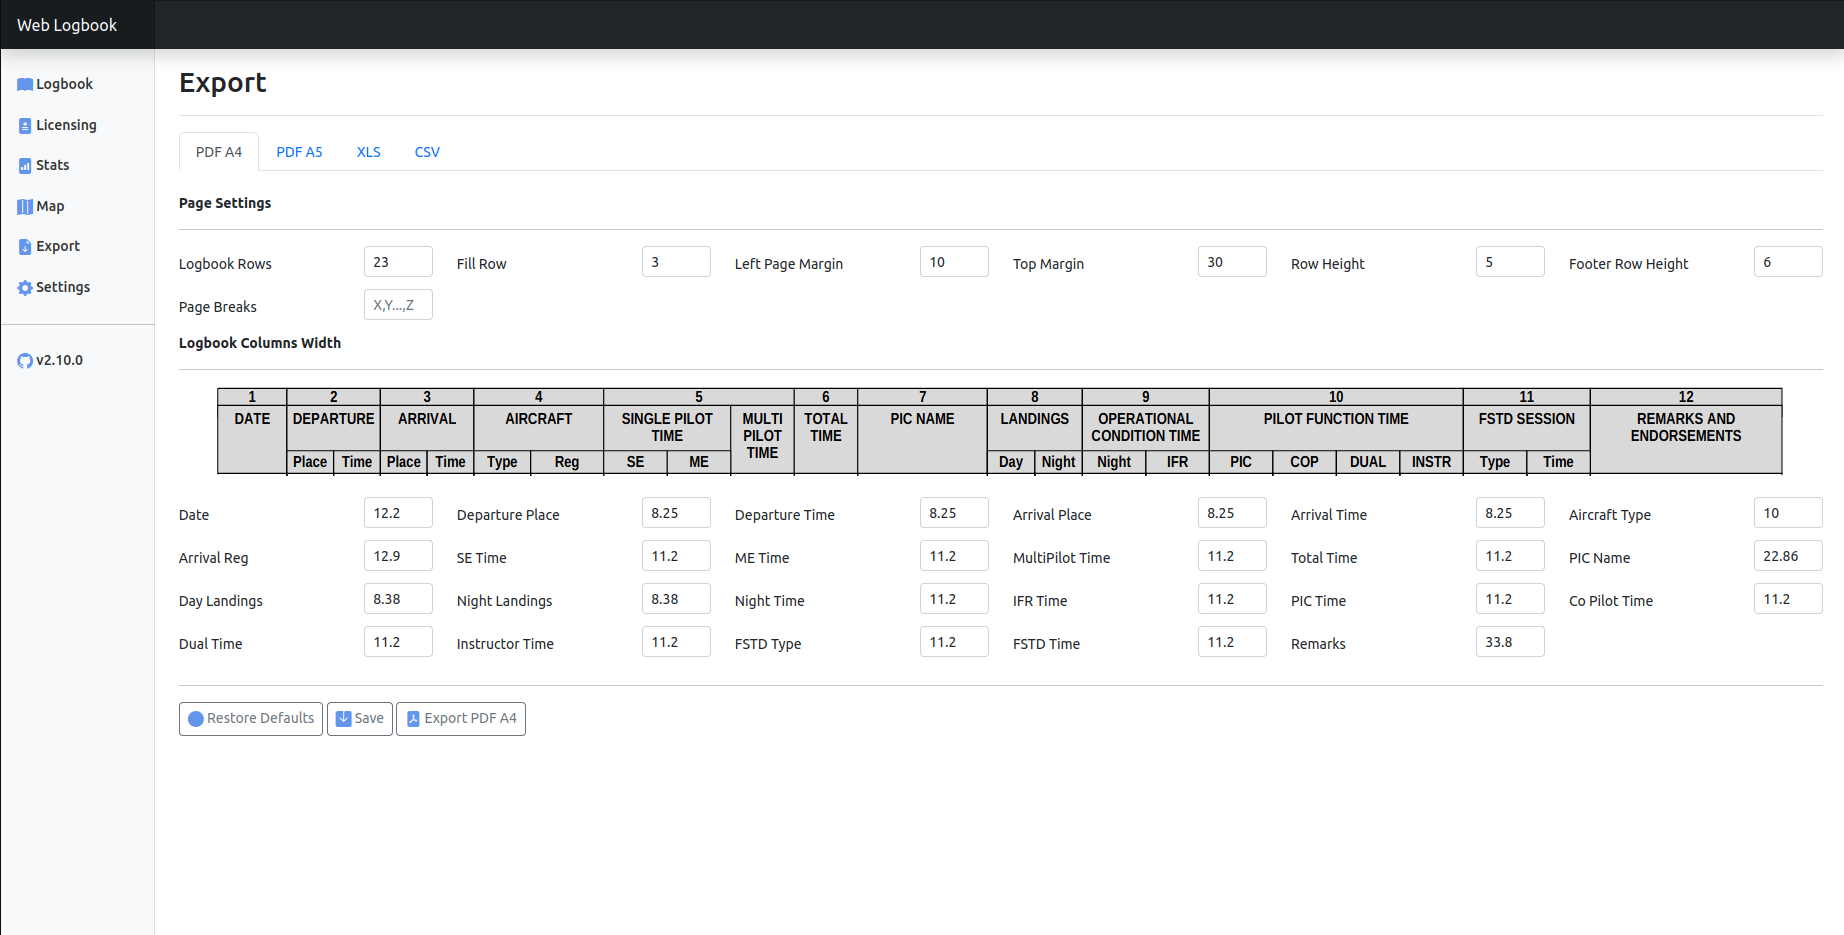 Web Logbook
Logbook
Licensing
Stats
Map
Export
Settings
v2.10.0
Export
PDF A4 PDF A5 XLS CSV
Page Settings
Logbook Rows 23 Fill Row 3 Left Page Margin 10 Top Margin 30 Row Height 5 Footer Row Height 6
Page Breaks X,Y...,Z
Logbook Columns Width
1 2 3 4 5 6 7 8 9 10 11 12
DATE DEPARTURE ARRIVAL AIRCRAFT SINGLE PILOT MULTI TOTAL PIC NAME LANDINGS OPERATIONAL PILOT FUNCTION TIME FSTD SESSION REMARKS AND
TIME PILOT TIME CONDITION TIME ENDORSEMENTS
TIME
Place Time Place Time Type Reg SE ME Day Night Night IFR PIC COP DUAL INSTR Type Time
Date 12.2 Departure Place 8.25 Departure Time 8.25 Arrival Place 8.25 Arrival Time 8.25 Aircraft Type 10
Arrival Reg 12.9 SE Time 11.2 ME Time 11.2 MultiPilot Time 11.2 Total Time 11.2 PIC Name 22.86
Day Landings 8.38 Night Landings 8.38 Night Time 11.2 IFR Time 11.2 PIC Time 11.2 Co Pilot Time 11.2
Dual Time 11.2 Instructor Time 11.2 FSTD Type 11.2 FSTD Time 11.2 Remarks 33.8
Restore Defaults Save Export PDF A4